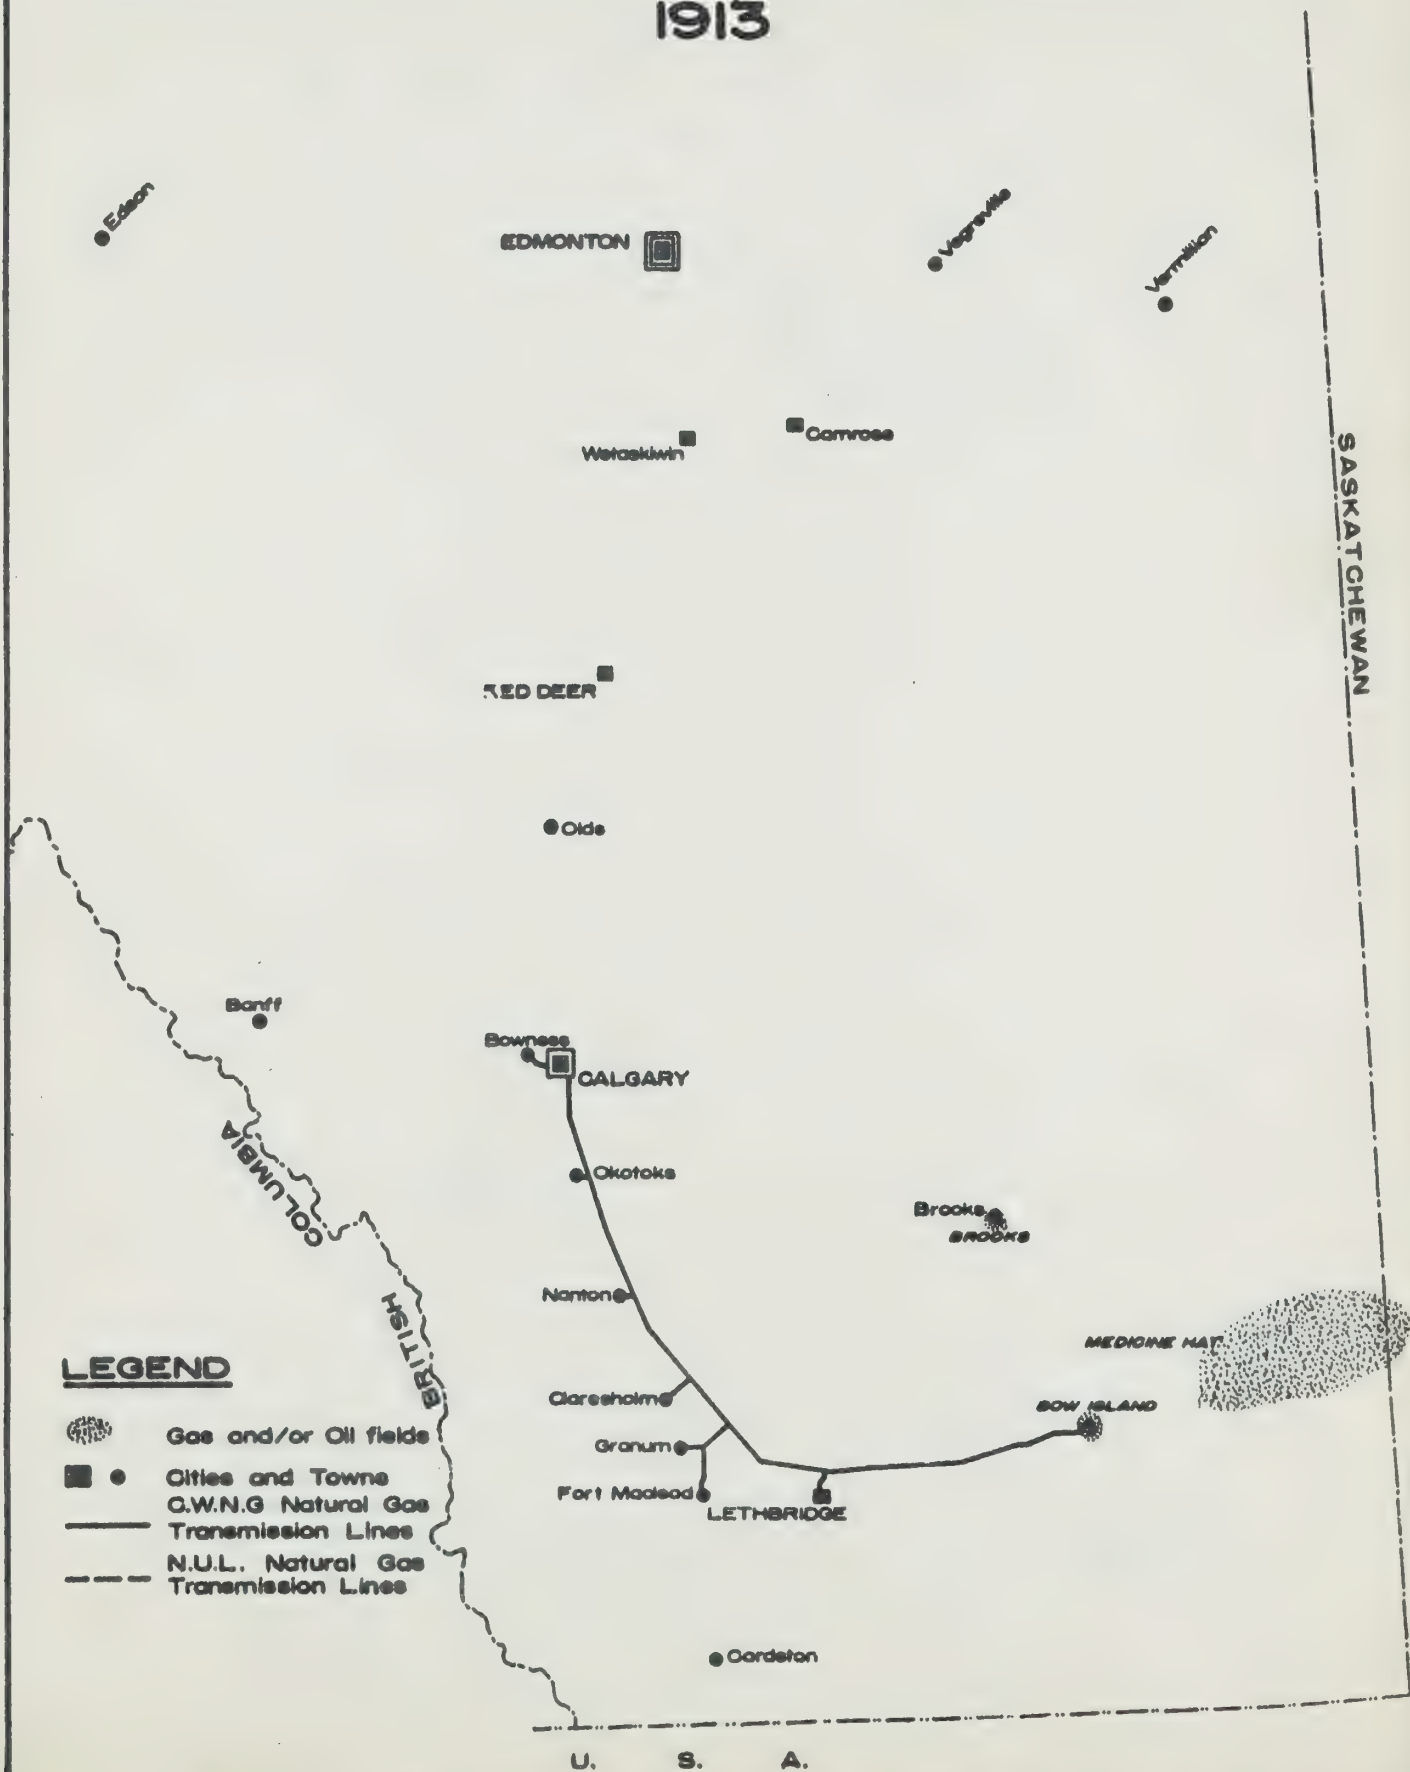 1913
Edson
EDMONTON
Vegreville
Vermilion
Wetaskiwin
Camrose
SASKATCHEWAN
RED DEER
Olds
Banff
Bowness
CALGARY
COLUMBIA
Okotoks
Brooks
BROOKS
Nanton
BRITISH
MEDICINE HAT
Claresholm
BOW ISLAND
Granum
Fort Macleod
LETHBRIDGE
LEGEND
Gas and/or Oil fields
Cities and Towns
C.W.N.G Natural Gas
Transmission Lines
N.U.L. Natural Gas
Transmission Lines
Cardston
U. S. A.